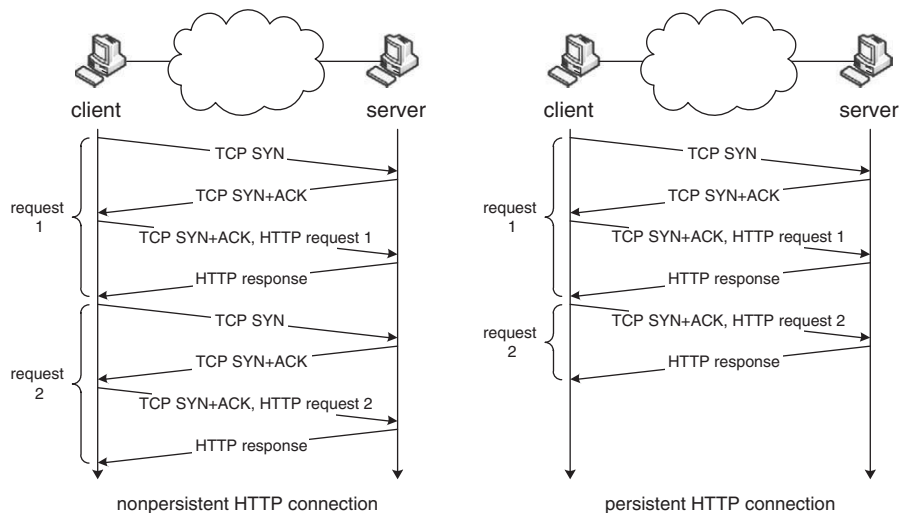 client
server
TCP SYN
TCP SYN+ACK
request
1
TCP SYN+ACK, HTTP request 1
HTTP response
TCP SYN
TCP SYN+ACK
request
2
TCP SYN+ACK, HTTP request 2
HTTP response
nonpersistent HTTP connection
client
server
TCP SYN
TCP SYN+ACK
request
1
TCP SYN+ACK, HTTP request 1
HTTP response
TCP SYN+ACK, HTTP request 2
request
2
HTTP response
persistent HTTP connection